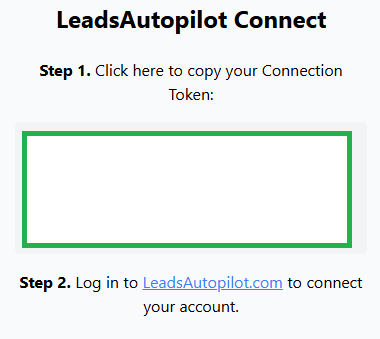 LeadsAutopilot Connect
Step 1. Click here to copy your Connection
Token:
Step 2. Log in to LeadsAutopilot.com to connect
your account.